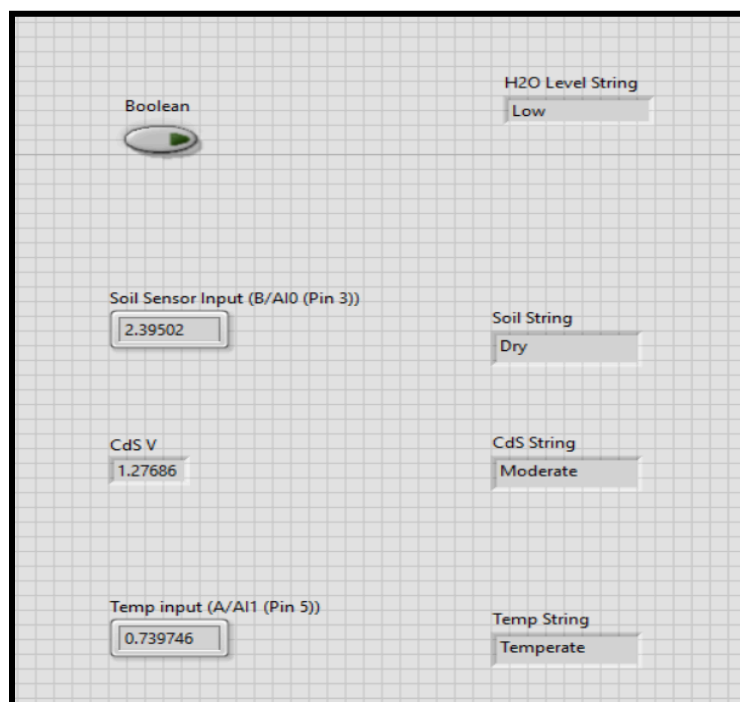 H2O Level String
Low
Boolean
Soil Sensor Input (B/AI0 (Pin 3))
2.39502
Soil String
Dry
CdS V
1.27686
CdS String
Moderate
Temp input (A/AI1 (Pin 5))
0.739746
Temp String
Temperate